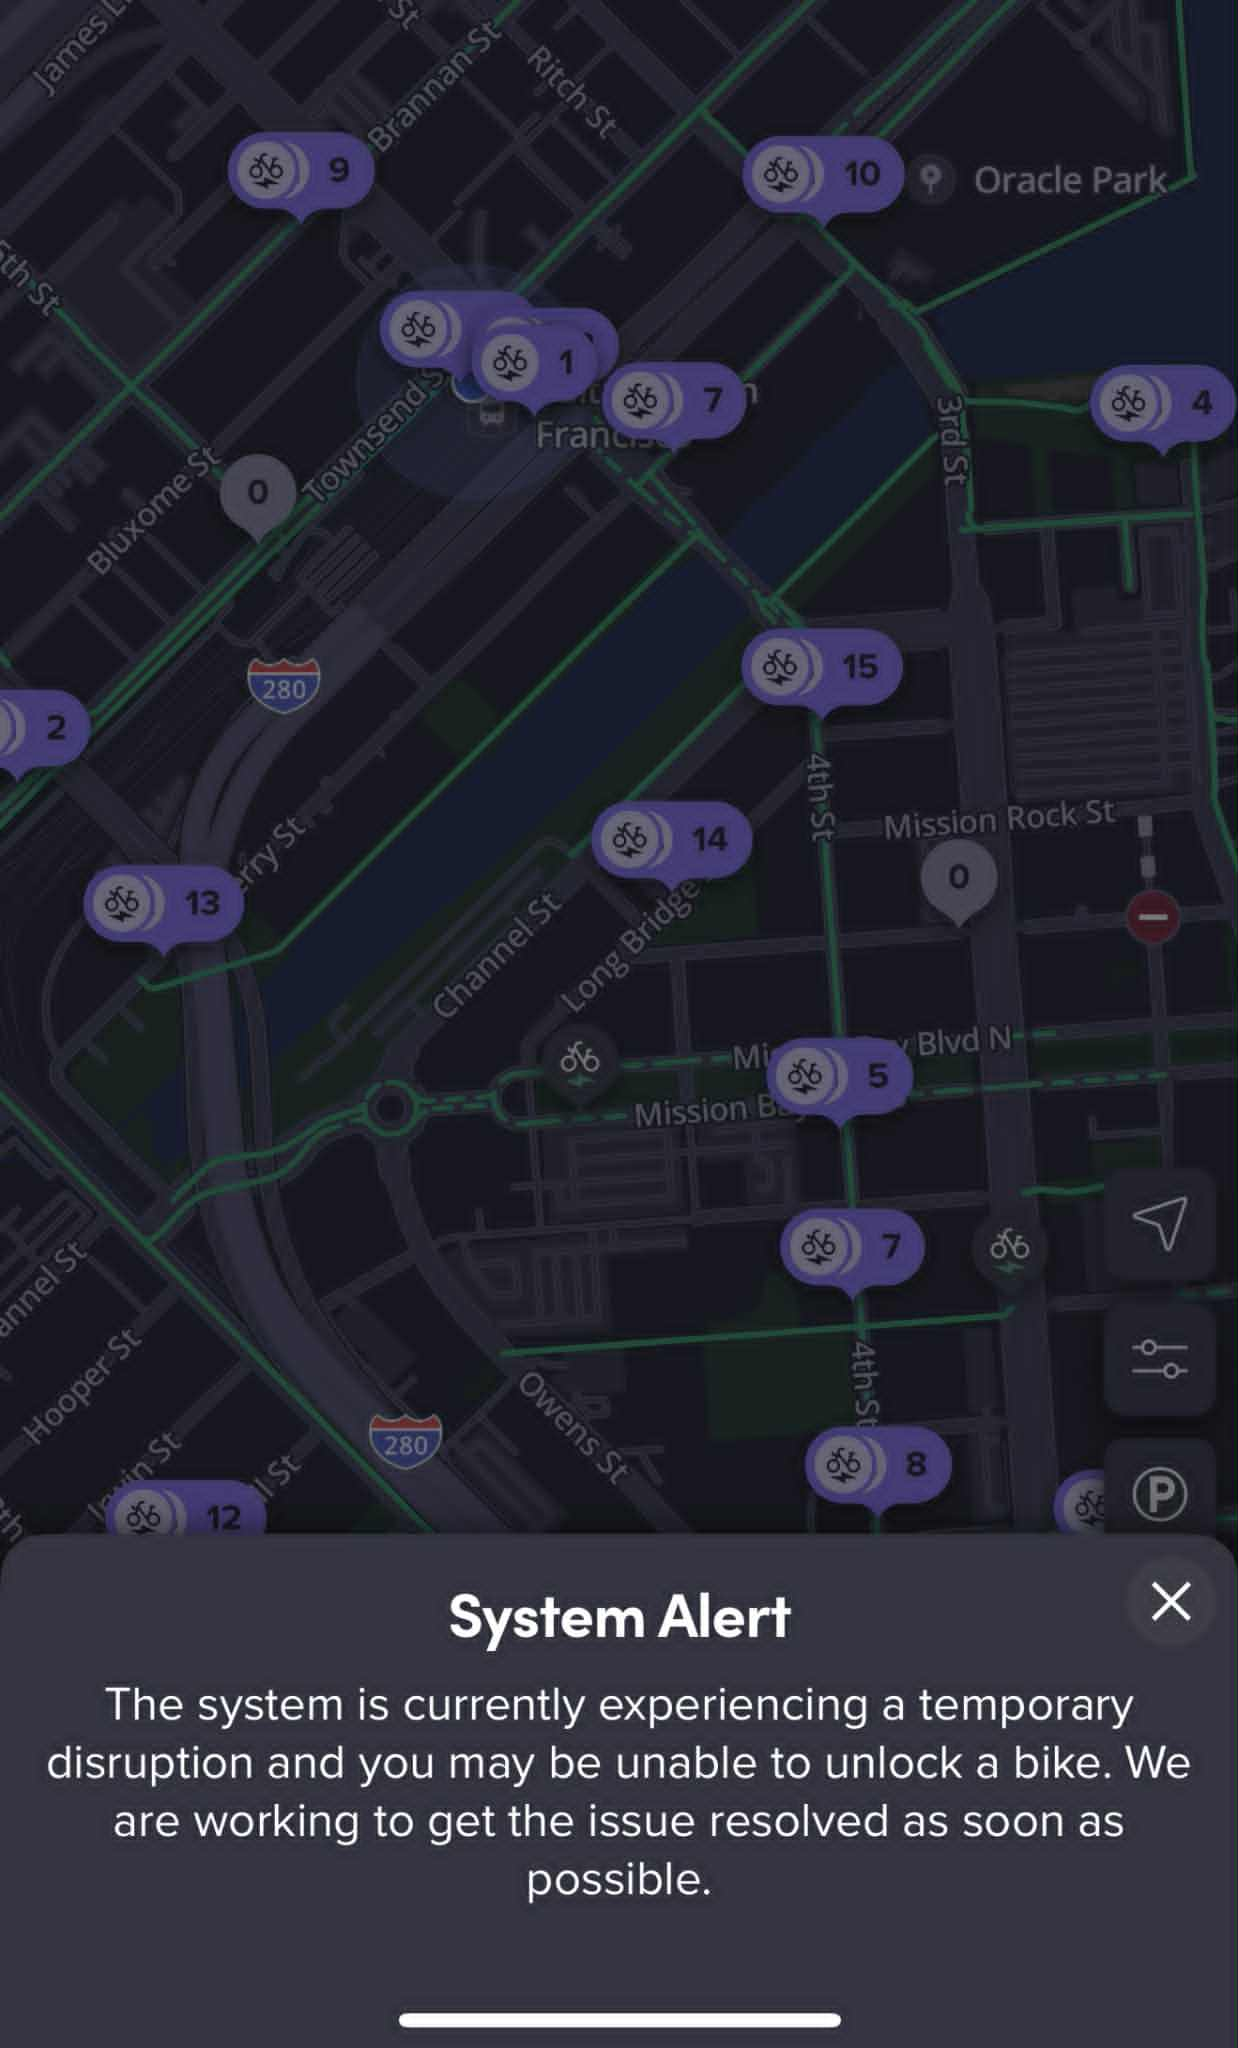 James L
St
Brannan St
Ritch St
9
10
Oracle Park
5th St
1
7
4
Francis
3rd St
Townsend S
Bluxome St
0
280
15
2
4th St
Mission Rock St
14
0
erry St
13
Channel St
Long Bridge
Mi
y Blvd N
5
Mission Ba
7
annel St
Hooper St
4th St
Owens St
280
8
P
St
12
System Alert
The system is currently experiencing a temporary
disruption and you may be unable to unlock a bike. We
are working to get the issue resolved as soon as
possible.